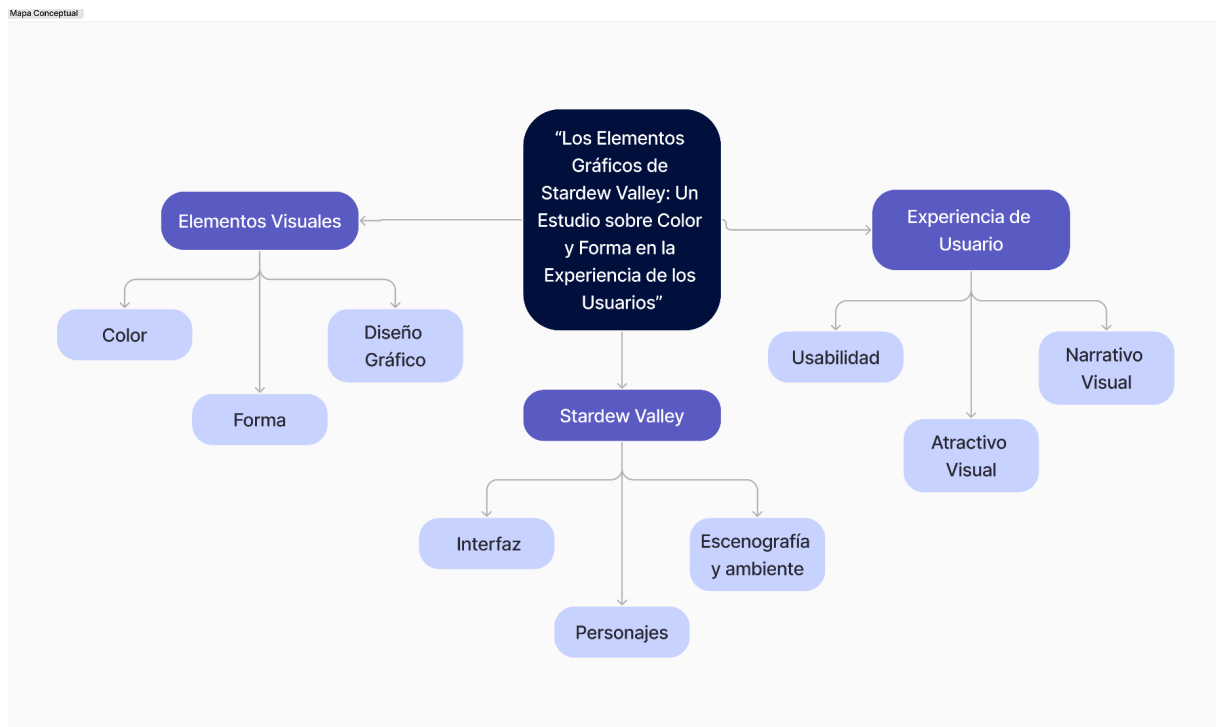 Mapa Conceptual
“Los Elementos
Gráficos de
Stardew Valley: Un
Estudio sobre Color
y Forma en la
Experiencia de los
Usuarios”
Elementos Visuales
Color
Forma
Diseño
Gráfico
Stardew Valley
Interfaz
Personajes
Escenografía
y ambiente
Experiencia de
Usuario
Usabilidad
Atractivo
Visual
Narrativo
Visual